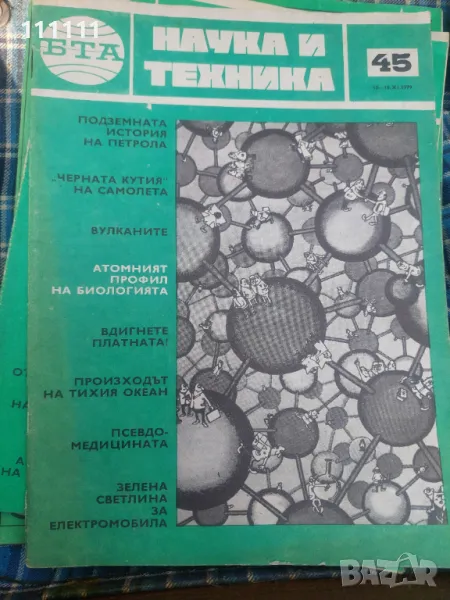 111111
БТА
НАУКА И
ТЕХНИКА
45
ПОДЗЕМНАТА
ИСТОРИЯ
НА ПЕТРОЛА
„ЧЕРНАТА КУТИЯ"
НА САМОЛЕТА
ВУЛКАНИТЕ
АТОМНИЯТ
ПРОФИЛ
НА БИОЛОГИЯТА
ВДИГНЕТЕ
ПЛАТНАТА!
ПРОИЗХОДЪТ
НА ТИХИЯ ОКЕАН
ПСЕВДО-
МЕДИЦИНАТА
ЗЕЛЕНА
СВЕТЛИНА
ЗА
ЕЛЕКТРОМОБИЛА
bazar